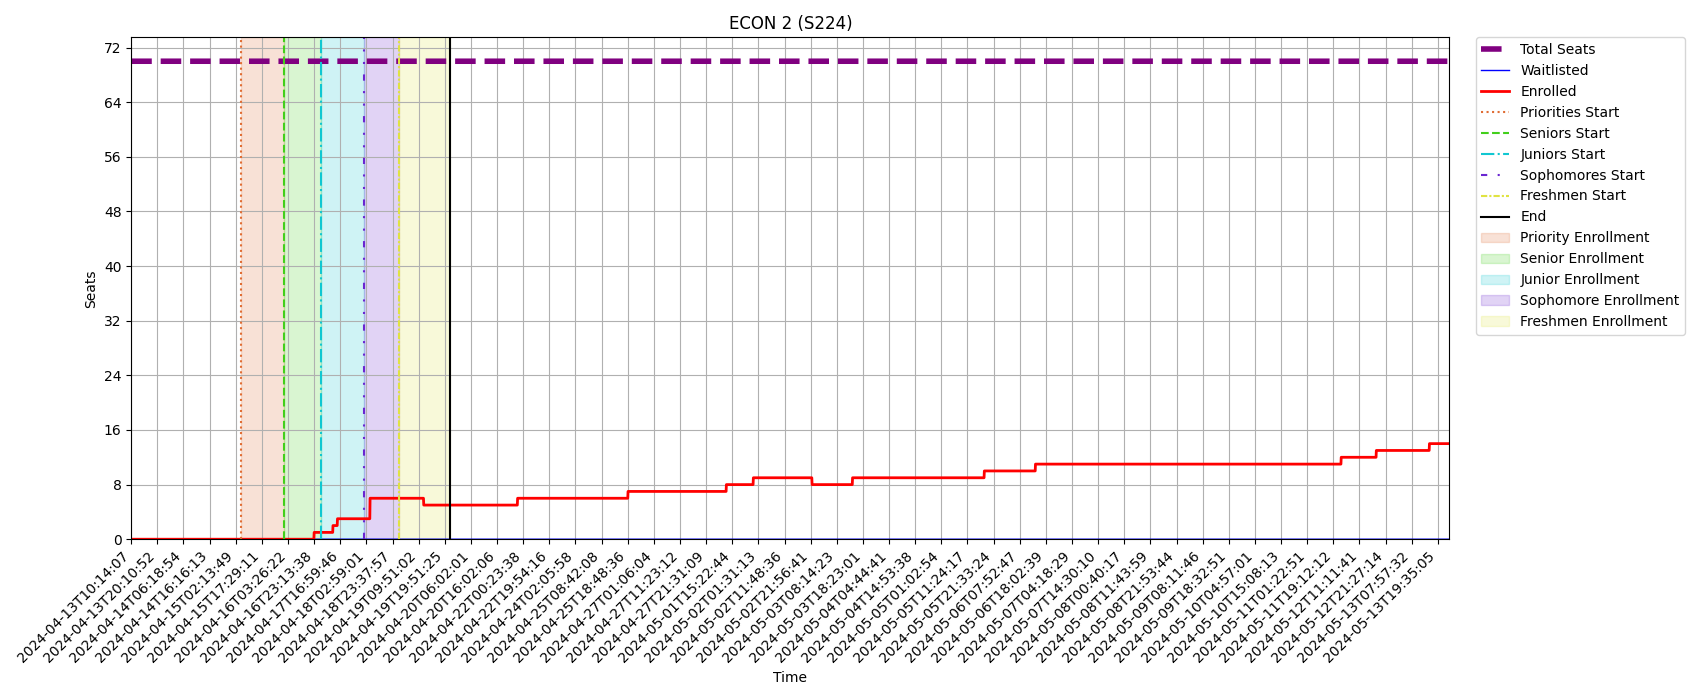 ECON 2 (S224)
72
64
56
48
40
32
24
16
8
0
Seats
2024-04-13T10:14:07
2024-04-13T20:10:52
2024-04-14T06:18:54
2024-04-14T16:16:13
2024-04-15T02:13:49
2024-04-15T17:29:11
2024-04-16T03:26:22
2024-04-16T23:13:38
2024-04-17T16:59:46
2024-04-18T02:59:01
2024-04-18T23:37:57
2024-04-19T09:51:02
2024-04-19T19:51:25
2024-04-20T06:02:01
2024-04-20T16:02:06
2024-04-22T00:23:38
2024-04-22T19:54:16
2024-04-24T02:05:58
2024-04-25T08:42:08
2024-04-25T18:48:36
2024-04-27T01:06:04
2024-04-27T11:23:12
2024-04-27T21:31:09
2024-05-01T15:22:44
2024-05-02T01:31:13
2024-05-02T11:48:36
2024-05-02T21:56:41
2024-05-03T08:14:23
2024-05-03T18:23:01
2024-05-04T04:44:41
2024-05-04T14:53:38
2024-05-05T01:02:54
2024-05-05T11:24:17
2024-05-05T21:33:24
2024-05-06T07:52:47
2024-05-06T18:02:39
2024-05-07T04:18:29
2024-05-07T14:30:10
2024-05-08T00:40:17
2024-05-08T11:43:59
2024-05-08T21:53:44
2024-05-09T08:11:46
2024-05-09T18:32:51
2024-05-10T04:57:01
2024-05-10T15:08:13
2024-05-11T01:22:51
2024-05-11T19:12:12
2024-05-12T11:11:41
2024-05-12T21:27:14
2024-05-13T07:57:32
2024-05-13T19:35:05
Time
Total Seats
Waitlisted
Enrolled
Priorities Start
Seniors Start
Juniors Start
Sophomores Start
Freshmen Start
End
Priority Enrollment
Senior Enrollment
Junior Enrollment
Sophomore Enrollment
Freshmen Enrollment